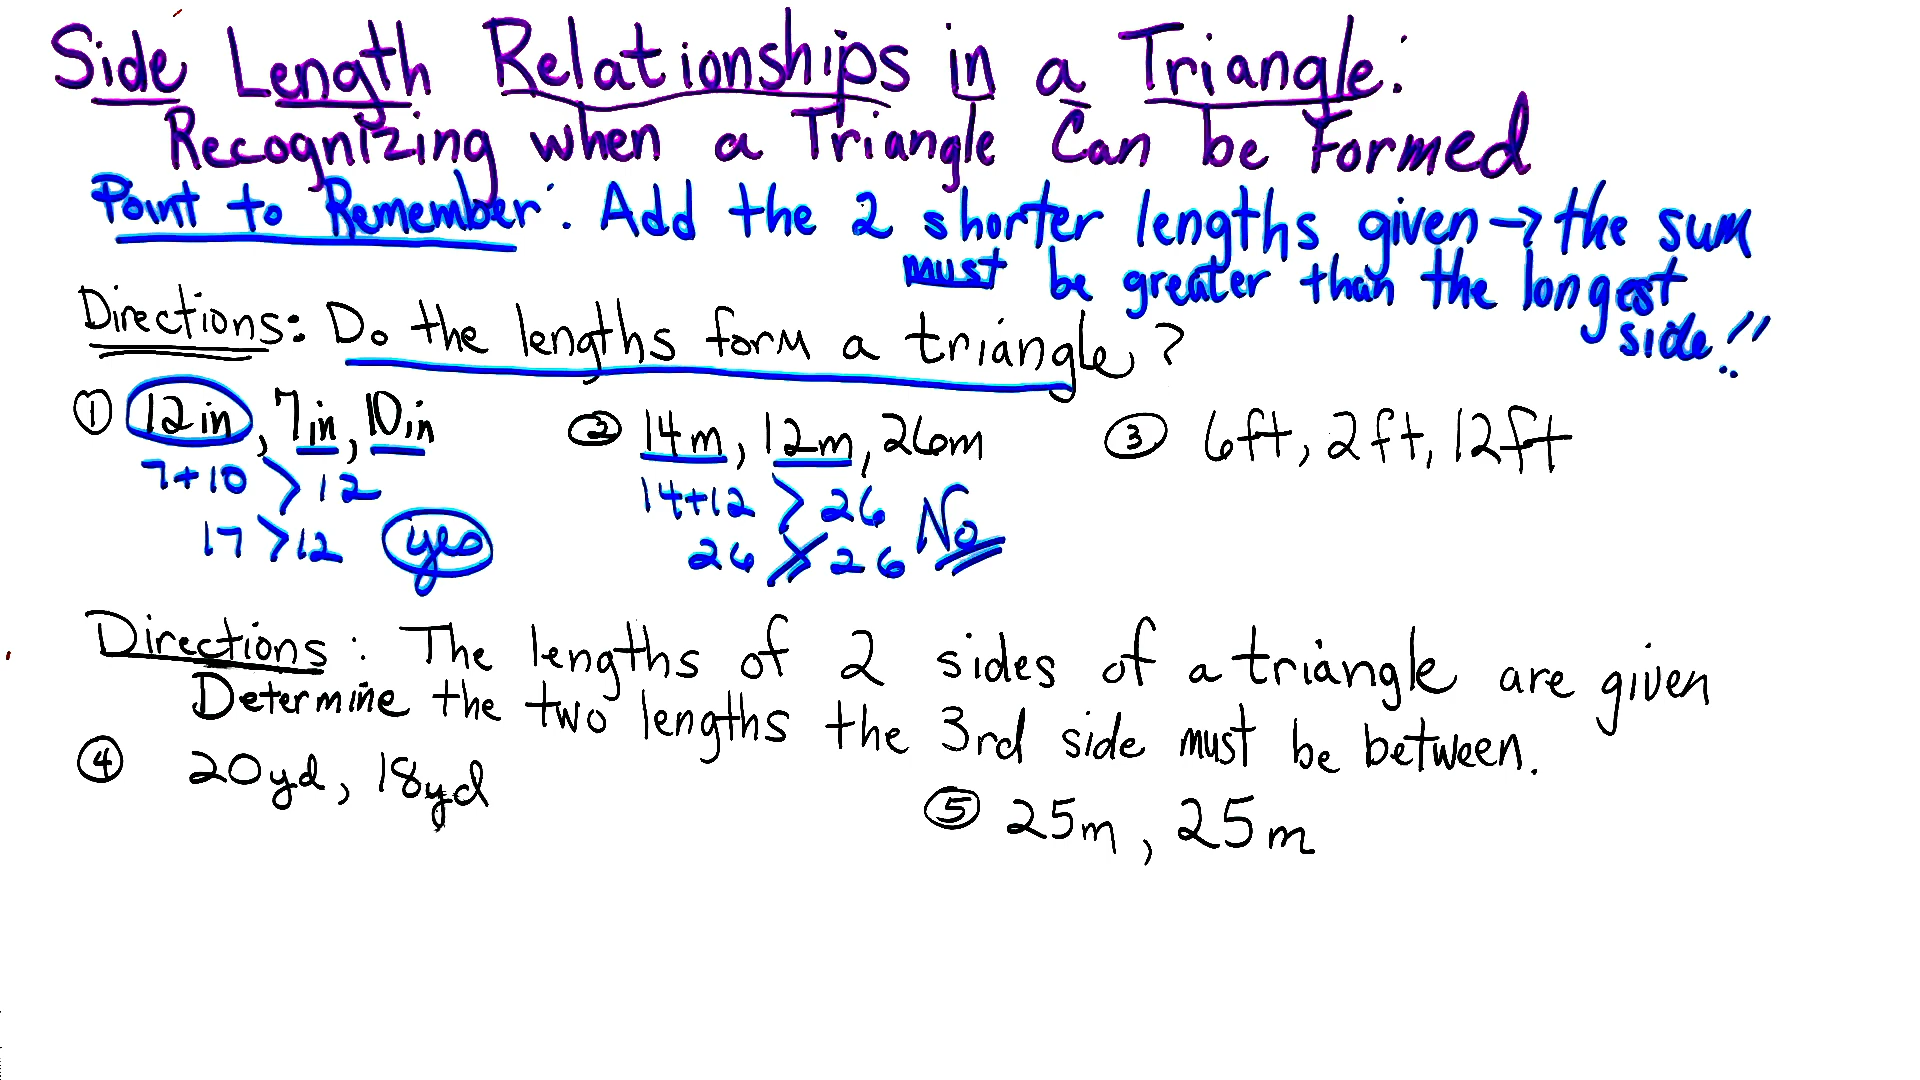 Side Length Relationships in a Triangle:
Recognizing when a Triangle Can be Formed
Point to Remember: Add the 2 shorter lengths given → the sum
must be greater than the longest
side!!
Directions: Do the lengths form a triangle?
① 12in, 7in, 10in ② 14m, 12m, 26m ③ 6ft, 2ft, 12ft
7+10 > 12 14+12 > 26
17 > 12 yes 26 ≯ 26 No
Directions: The lengths of 2 sides of a triangle are given
Determine the two lengths the 3rd side must be between.
④ 20yd, 18yd
⑤ 25m, 25m